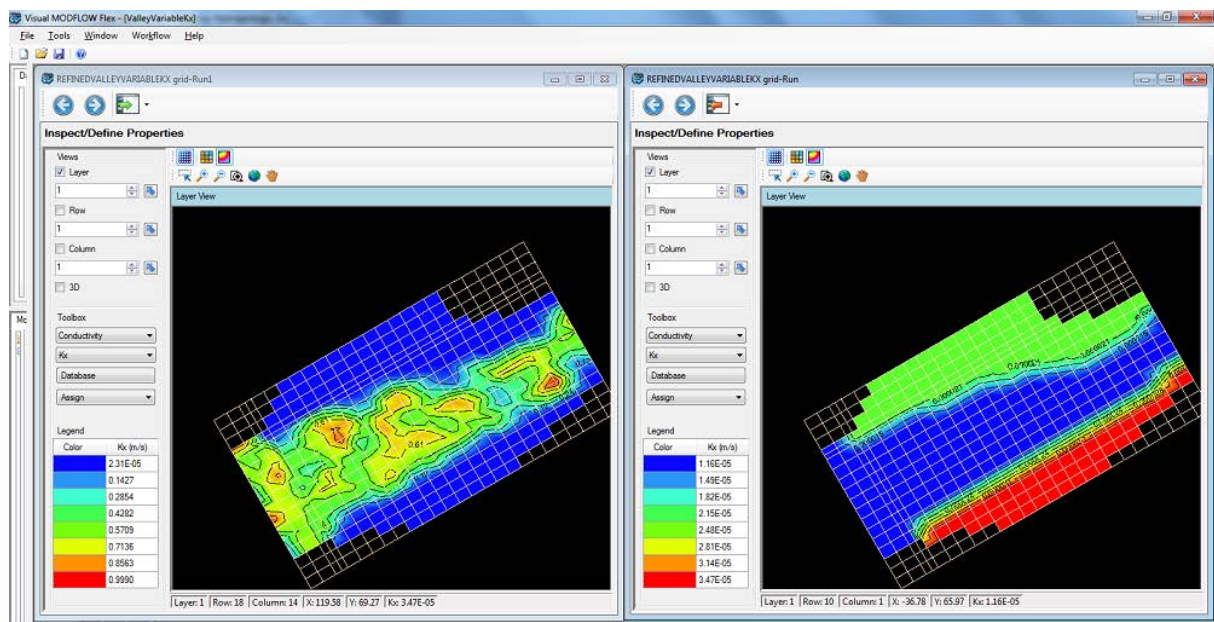 Visual MODFLOW Flex - [ValleyVariableKx]
File Tools Window Workflow Help
REFINEDVALLEYVARIABLEKX grid-Run1
Inspect/Define Properties
Views
Layer
1
Row
1
Column
1
3D
Toolbox
Conductivity
Kx
Database
Assign
Legend
Color Kx (m/s)
2.31E-05
0.1427
0.2854
0.4282
0.5709
0.7136
0.8563
0.9990
Layer View
0.61
Layer: 1 Row: 18 Column: 14 X: 119.58 Y: 69.27 Kx: 3.47E-05
REFINEDVALLEYVARIABLEKX grid-Run
Inspect/Define Properties
Views
Layer
1
Row
1
Column
1
3D
Toolbox
Conductivity
Kx
Database
Assign
Legend
Color Kx (m/s)
1.16E-05
1.49E-05
1.82E-05
2.15E-05
2.48E-05
2.81E-05
3.14E-05
3.47E-05
Layer View
0.000021
Layer: 1 Row: 10 Column: 1 X: -36.78 Y: 65.97 Kx: 1.16E-05